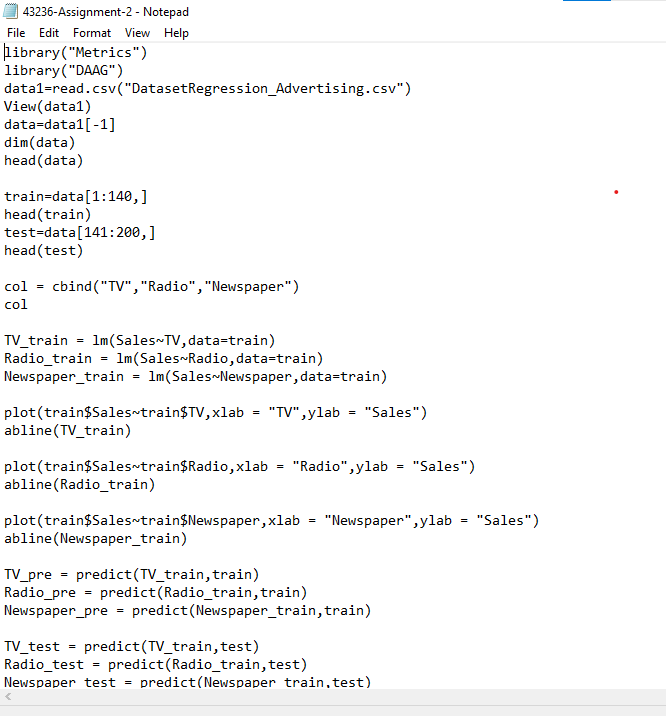 43236-Assignment-2 - Notepad
File Edit Format View Help
library("Metrics")
library("DAAG")
data1=read.csv("DatasetRegression_Advertising.csv")
View(data1)
data=data1[-1]
dim(data)
head(data)
train=data[1:140,]
head(train)
test=data[141:200,]
head(test)
col = cbind("TV","Radio","Newspaper")
col
TV_train = lm(Sales~TV,data=train)
Radio_train = lm(Sales~Radio,data=train)
Newspaper_train = lm(Sales~Newspaper,data=train)
plot(train$Sales~train$TV,xlab = "TV",ylab = "Sales")
abline(TV_train)
plot(train$Sales~train$Radio,xlab = "Radio",ylab = "Sales")
abline(Radio_train)
plot(train$Sales~train$Newspaper,xlab = "Newspaper",ylab = "Sales")
abline(Newspaper_train)
TV_pre = predict(TV_train,train)
Radio_pre = predict(Radio_train,train)
Newspaper_pre = predict(Newspaper_train,train)
TV_test = predict(TV_train,test)
Radio_test = predict(Radio_train,test)
Newspaper_test = predict(Newspaper_train,test)